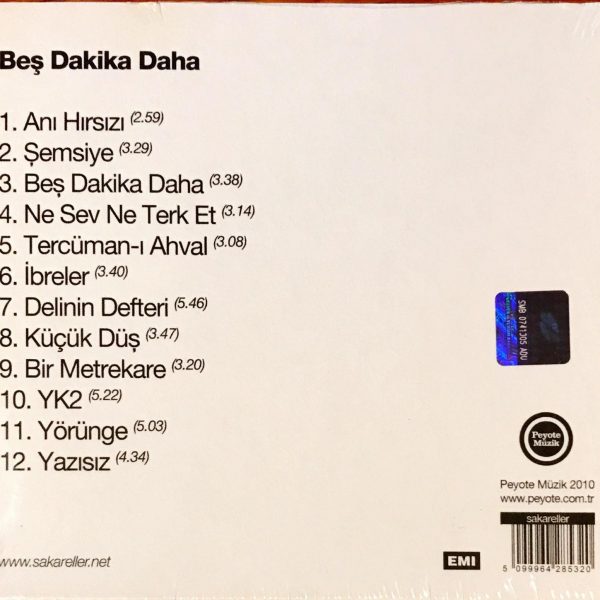 Beş Dakika Daha
1. Anı Hırsızı (2.59)
2. Şemsiye (3.29)
3. Beş Dakika Daha (3.38)
4. Ne Sev Ne Terk Et (3.14)
5. Tercüman-ı Ahval (3.08)
6. İbreler (3.40)
7. Delinin Defteri (5.46)
8. Küçük Düş (3.47)
9. Bir Metrekare (3.20)
10. YK2 (5.22)
11. Yörünge (5.03)
12. Yazısız (4.34)
SMB 0741305 ADU
Peyote
Müzik
Peyote Müzik 2010
www.peyote.com.tr
sakareller
5 099964 285320
EMI
www.sakareller.net